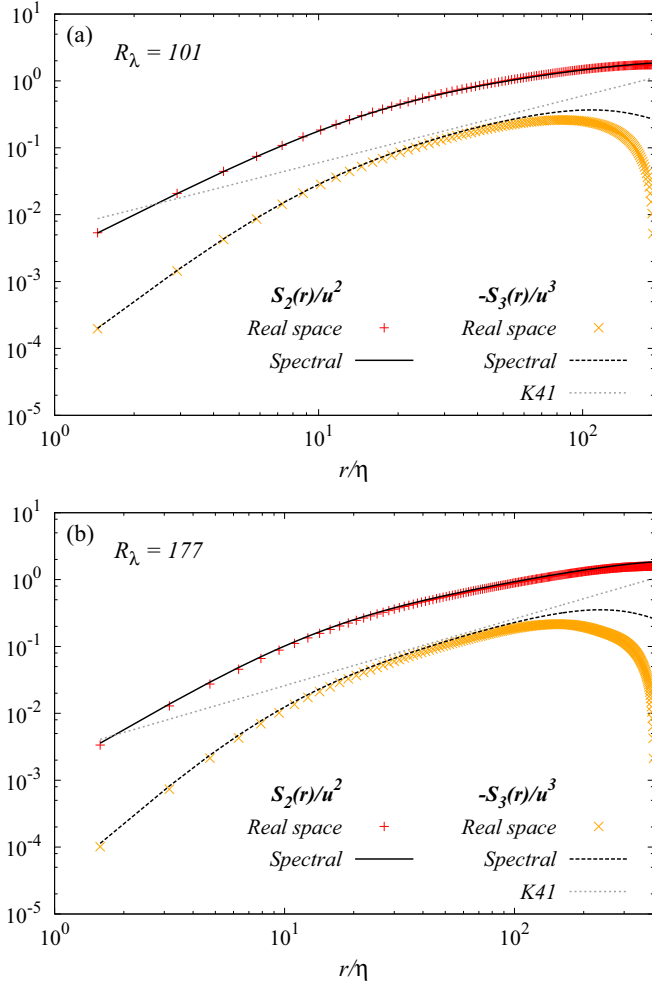 (a)
R_λ = 101
10^1
10^0
10^-1
10^-2
10^-3
10^-4
10^-5
S_2(r)/u^2 -S_3(r)/u^3
Real space Real space
Spectral Spectral
K41
10^0 10^1 10^2
r/η
(b)
R_λ = 177
10^1
10^0
10^-1
10^-2
10^-3
10^-4
10^-5
S_2(r)/u^2 -S_3(r)/u^3
Real space Real space
Spectral Spectral
K41
10^0 10^1 10^2
r/η